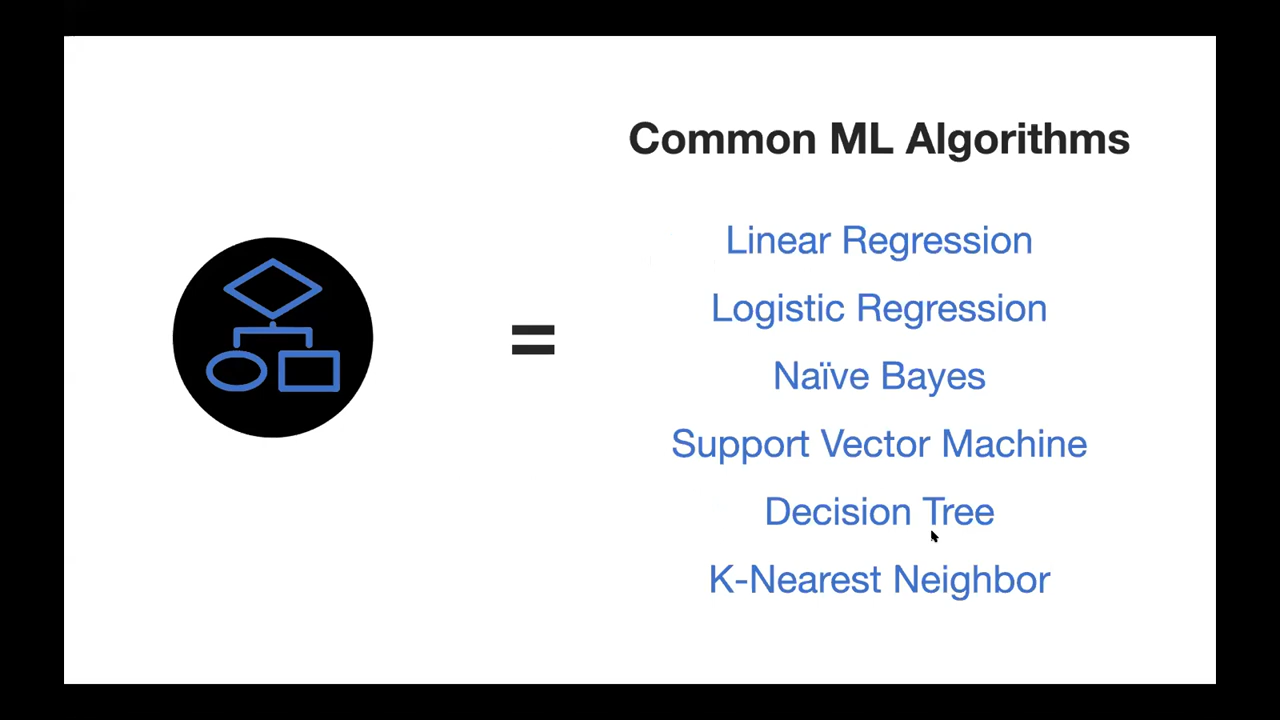 Common ML Algorithms
=
Linear Regression
Logistic Regression
Naïve Bayes
Support Vector Machine
Decision Tree
K-Nearest Neighbor